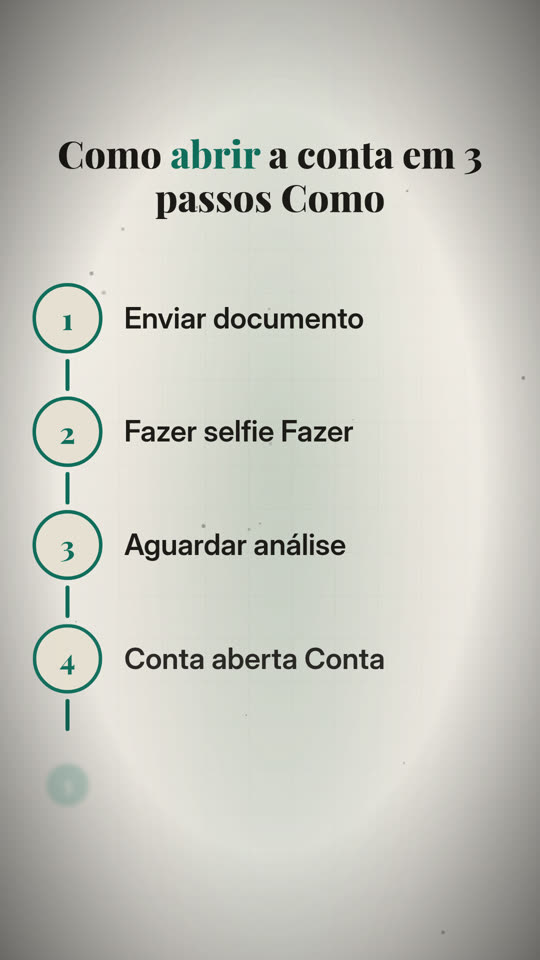 Como abrir a conta em 3
passos Como
1 Enviar documento
2 Fazer selfie Fazer
3 Aguardar análise
4 Conta aberta Conta